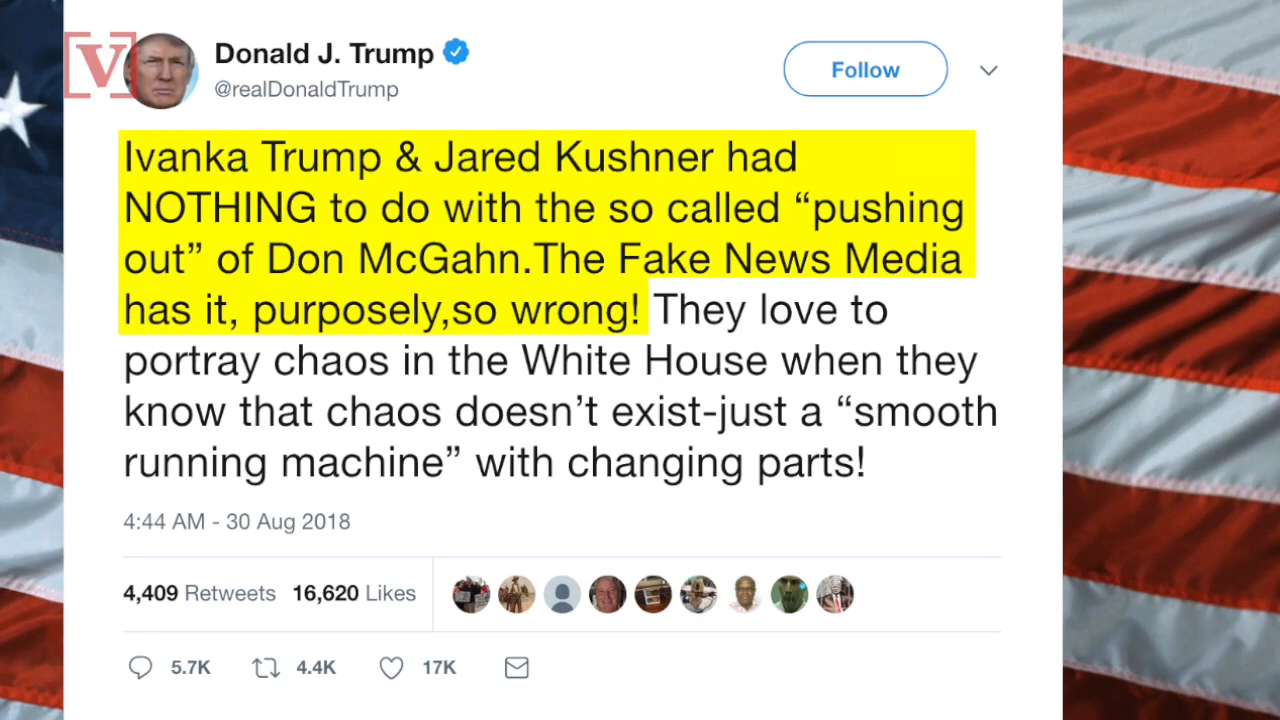 V
Donald J. Trump
@realDonaldTrump
Follow
Ivanka Trump & Jared Kushner had
NOTHING to do with the so called “pushing
out” of Don McGahn.The Fake News Media
has it, purposely,so wrong! They love to
portray chaos in the White House when they
know that chaos doesn’t exist-just a “smooth
running machine” with changing parts!
4:44 AM - 30 Aug 2018
4,409 Retweets 16,620 Likes
5.7K 4.4K 17K